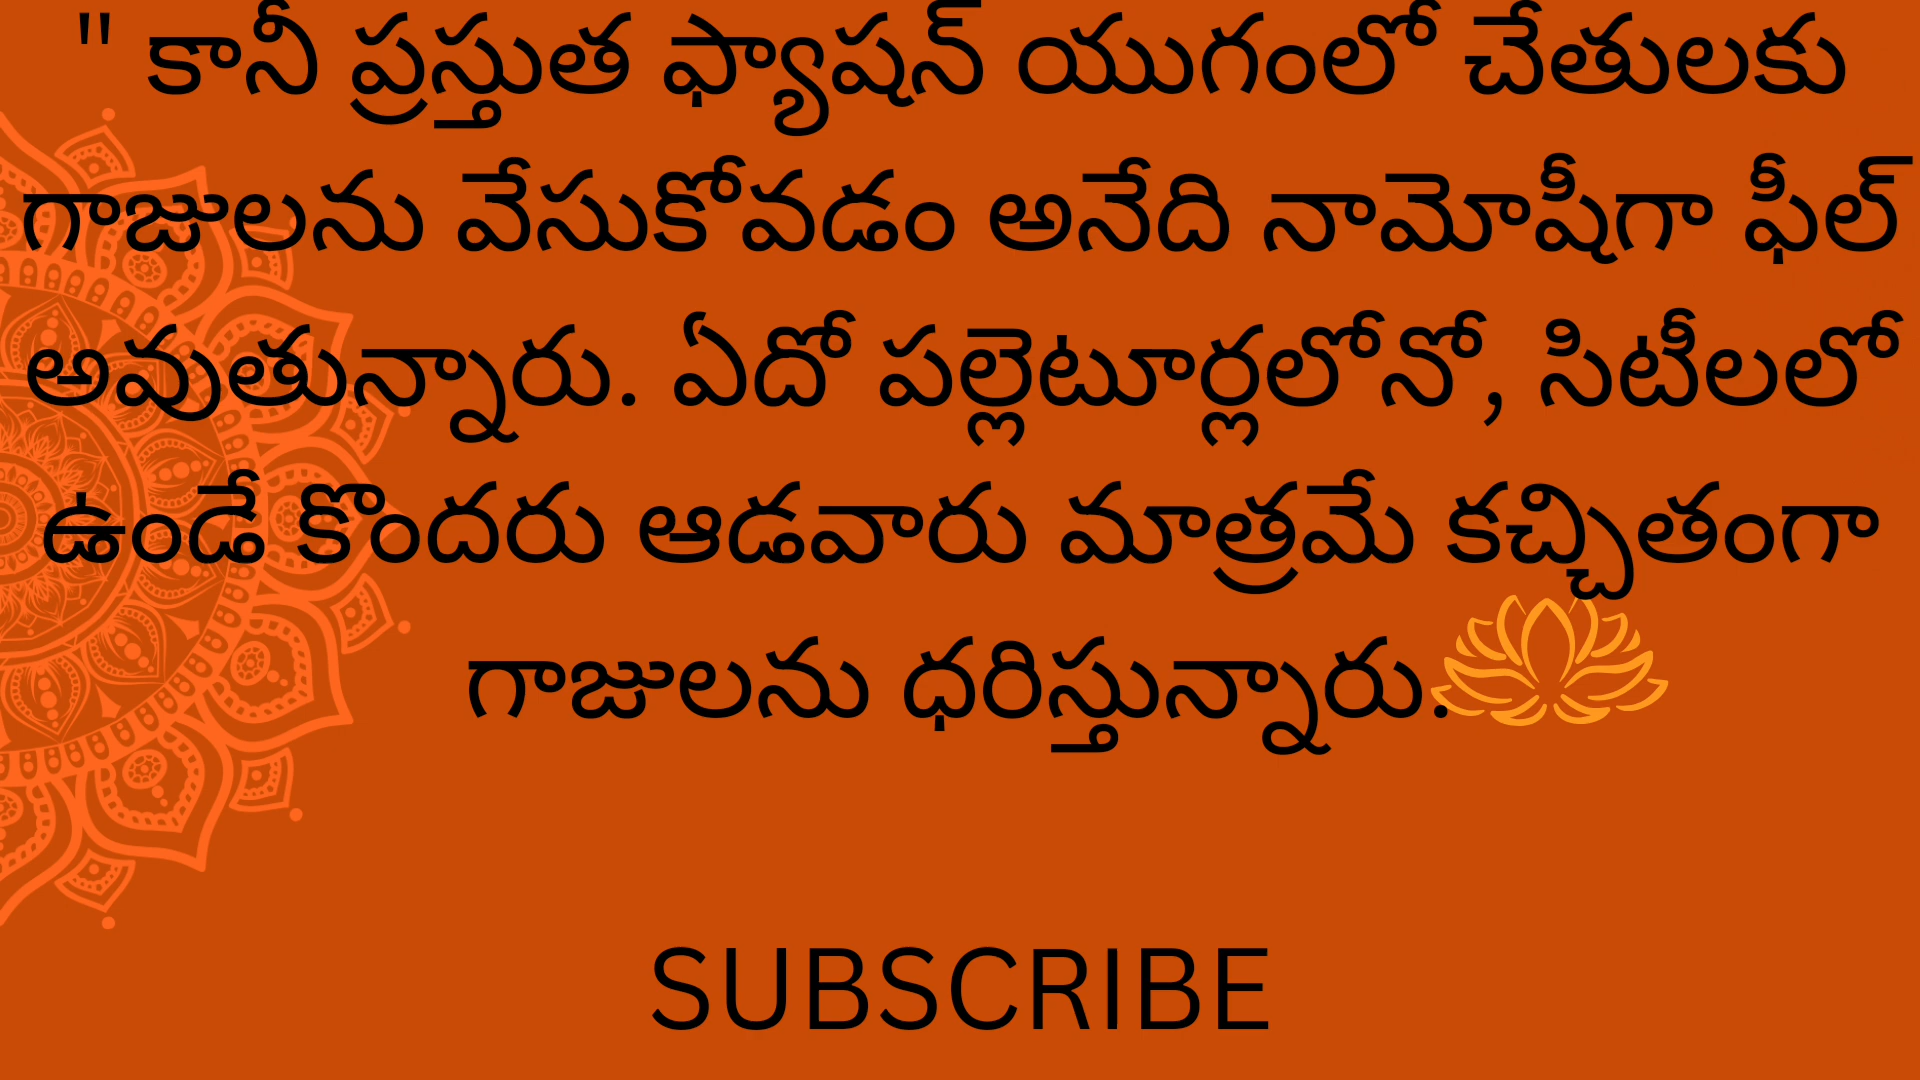 " కానీ ప్రస్తుత ఫ్యాషన్ యుగంలో చేతులకు
గాజులను వేసుకోవడం అనేది నామోషీగా ఫీల్
అవుతున్నారు. ఏదో పల్లెటూర్లలోనో, సిటీలలో
ఉండే కొందరు ఆడవారు మాత్రమే కచ్చితంగా
గాజులను ధరిస్తున్నారు.
SUBSCRIBE